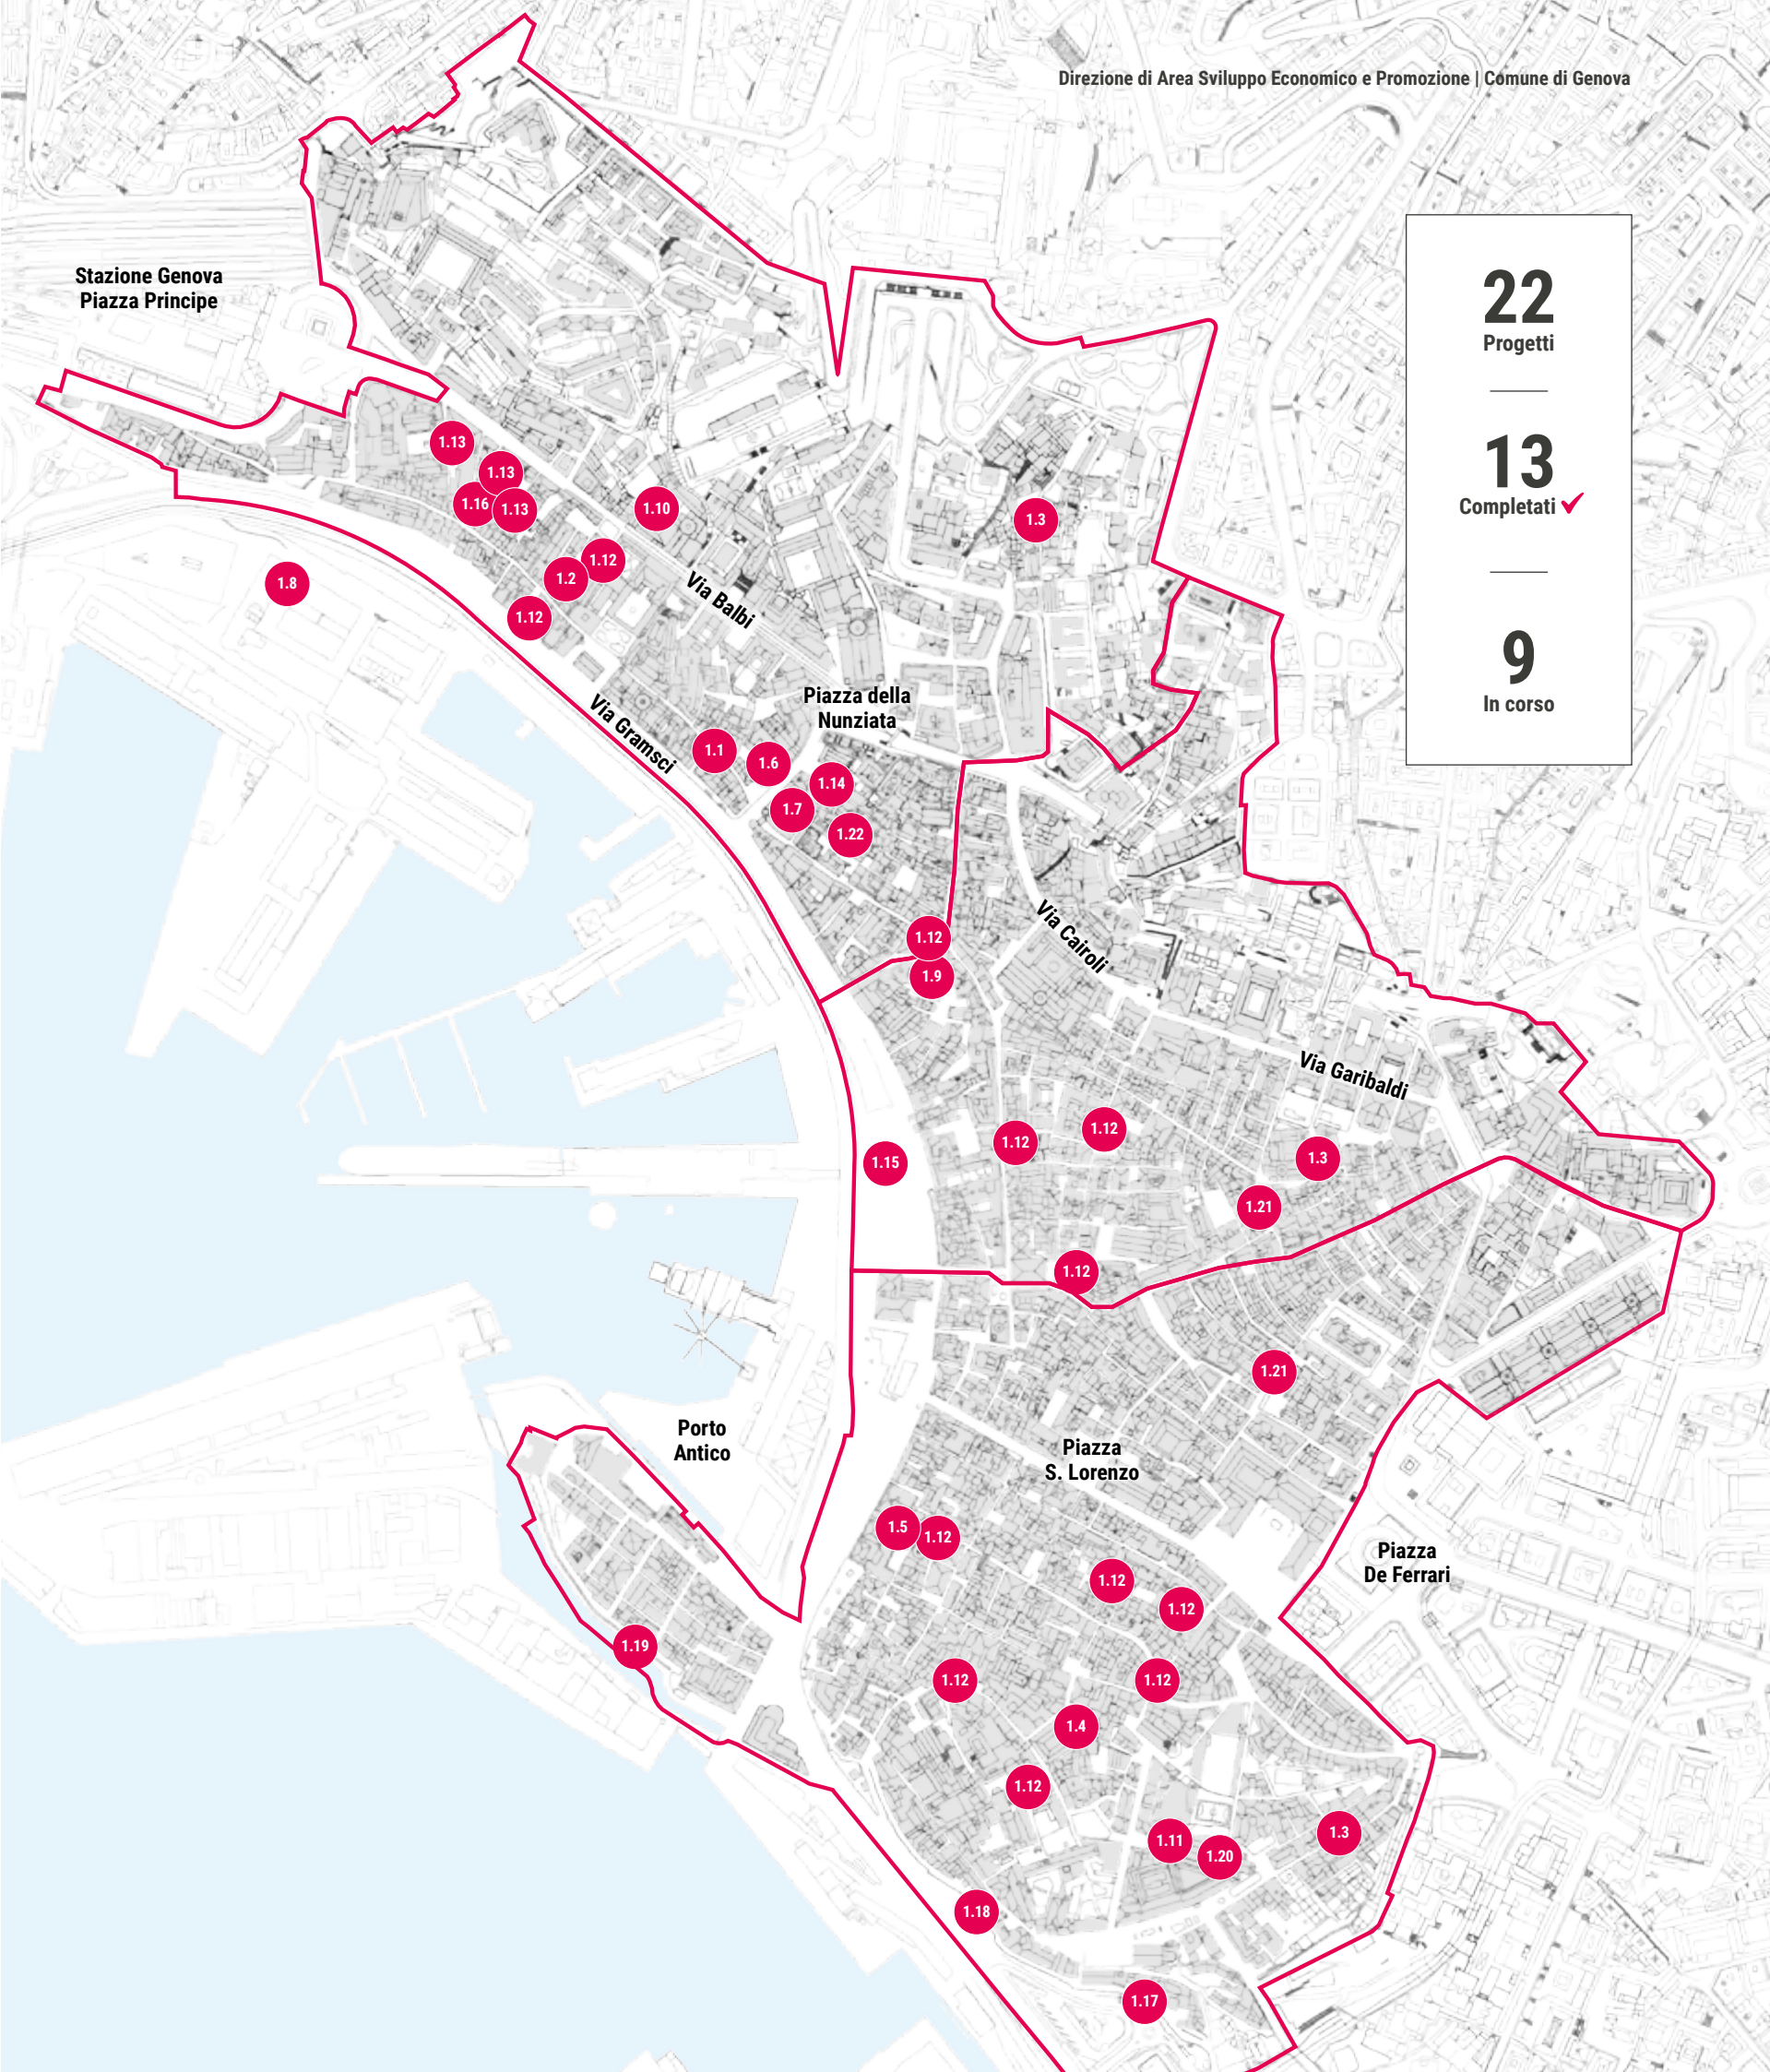 Direzione di Area Sviluppo Economico e Promozione | Comune di Genova
22
Progetti
13
Completati
9
In corso
Stazione Genova
Piazza Principe
1.13
1.13
1.16
1.13
1.10
1.3
1.12
1.2
1.8
1.12
Via Balbi
Via Gramsci
Piazza della
Nunziata
1.1
1.6
1.14
1.7
1.22
1.12
1.9
Via Cairoli
Via Garibaldi
1.12
1.12
1.15
1.3
1.21
1.12
1.21
Porto
Antico
Piazza
S. Lorenzo
1.5
1.12
Piazza
De Ferrari
1.12
1.12
1.19
1.12
1.12
1.4
1.12
1.11
1.20
1.3
1.18
1.17